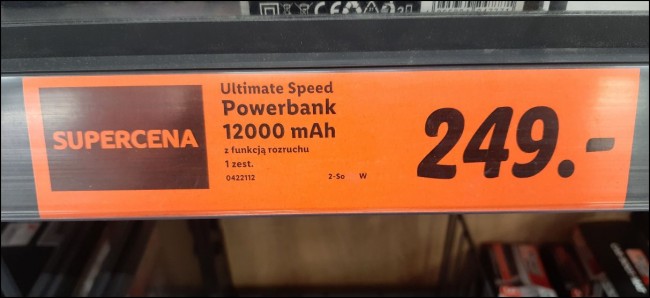 SUPERCENA
Ultimate Speed
Powerbank
12000 mAh
z funkcją rozruchu
1 zest.
0422112 2-So W
249.-